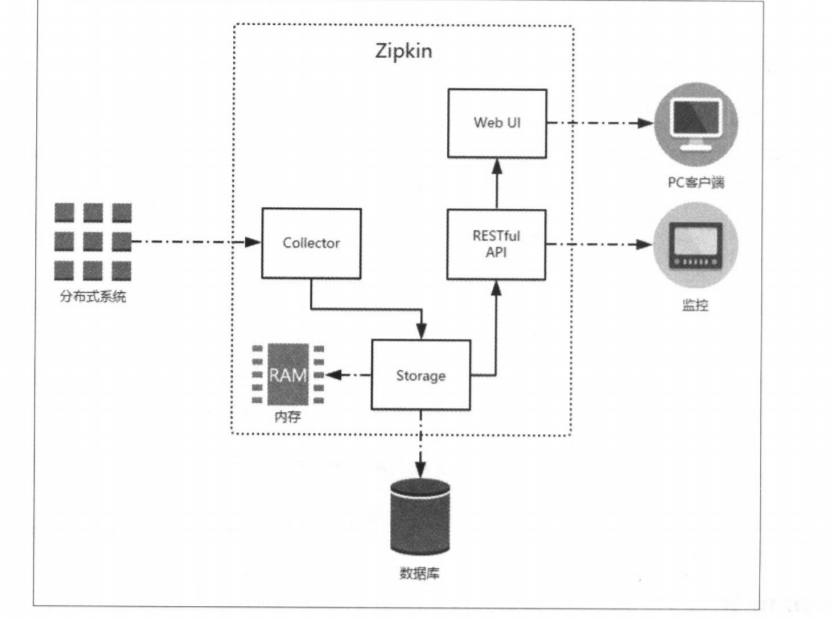 Zipkin
Web UI
PC客户端
Collector
RESTful
API
分布式系统
监控
RAM
Storage
内存
数据库